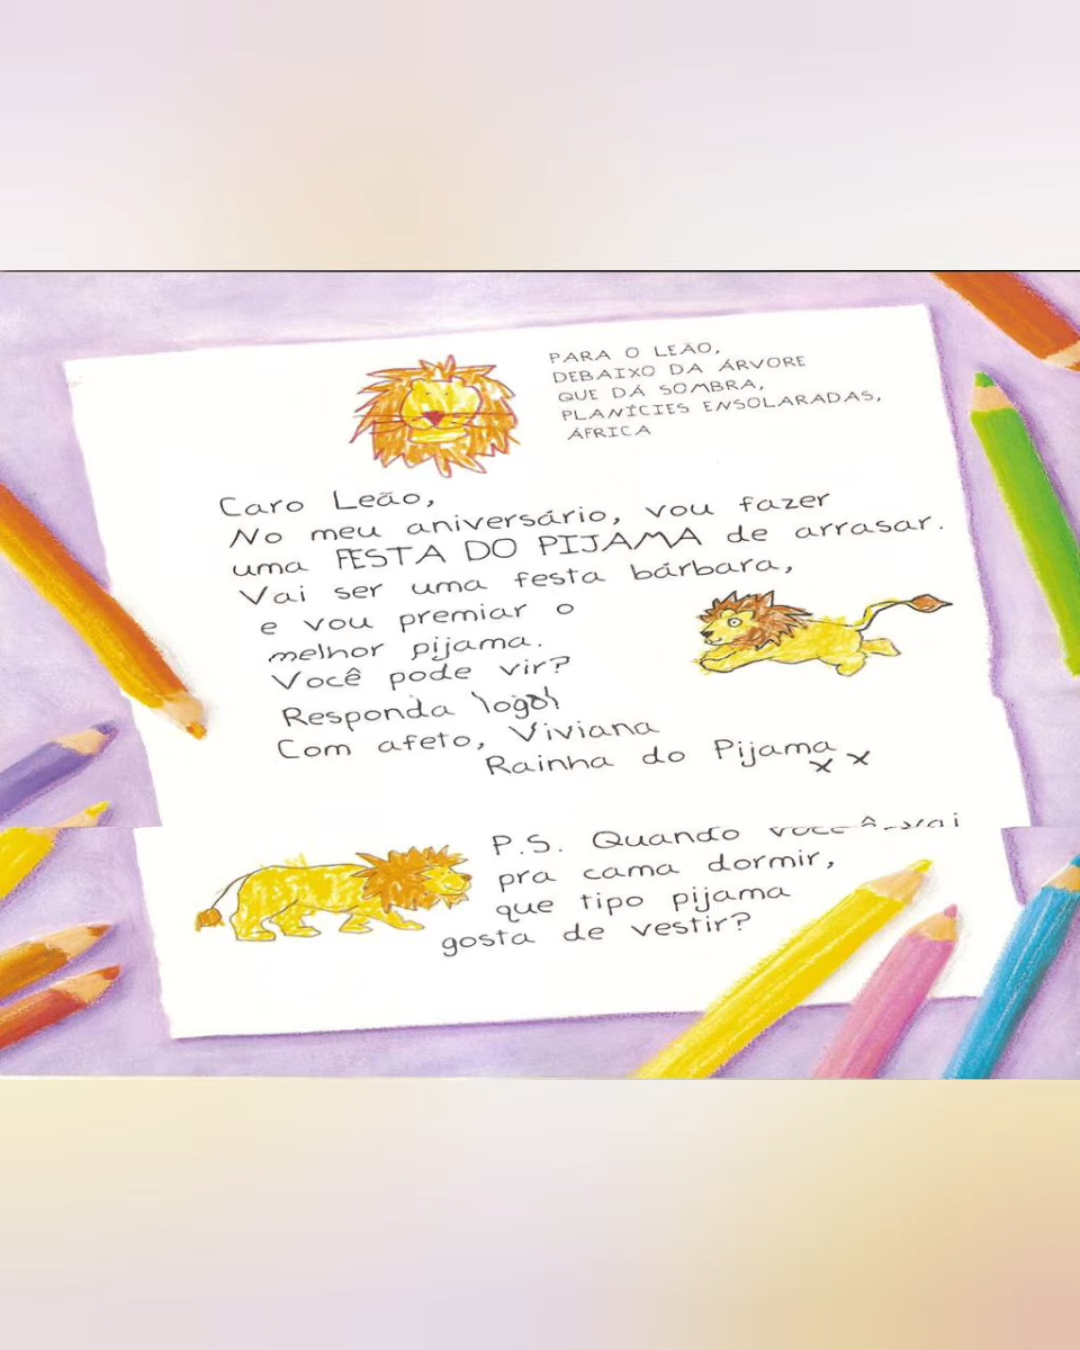 PARA O LEÃO,
DEBAIXO DA ÁRVORE
QUE DÁ SOMBRA,
PLANÍCIES ENSOLARADAS,
ÁFRICA
Caro Leão,
No meu aniversário, vou fazer
uma FESTA DO PIJAMA de arrasar.
Vai ser uma festa bárbara,
e vou premiar o
melhor pijama.
Você pode vir?
Responda logo!
Com afeto, Viviana
Rainha do Pijama
x x
P.S. Quando você vai
pra cama dormir,
que tipo pijama
gosta de vestir?